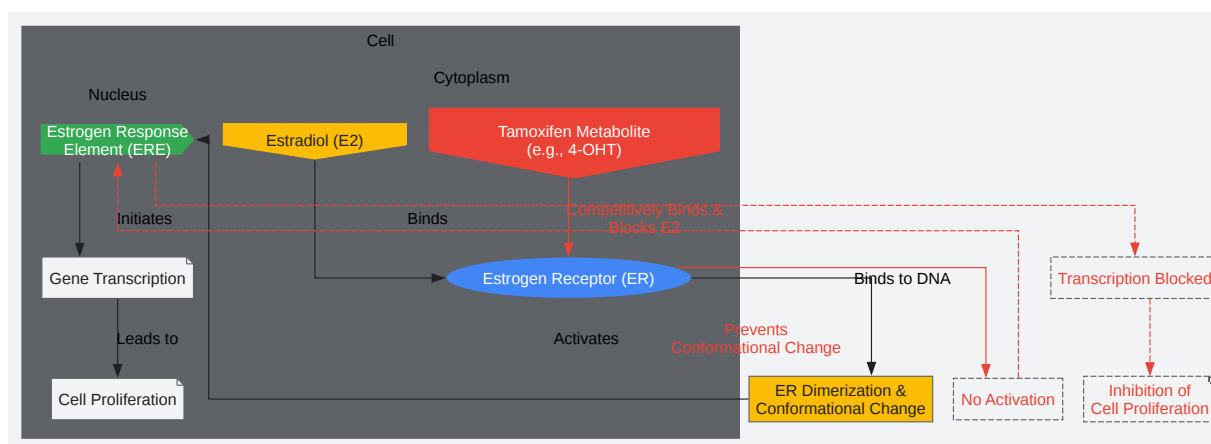 Cell
Cytoplasm
Nucleus
Estrogen Response
Element (ERE)
Estradiol (E2)
Tamoxifen Metabolite
(e.g., 4-OHT)
Initiates
Binds
Competitively Binds &
Blocks E2
Gene Transcription
Estrogen Receptor (ER)
Binds to DNA
Transcription Blocked
Leads to
Activates
Prevents
Conformational Change
Cell Proliferation
ER Dimerization &
Conformational Change
No Activation
Inhibition of
Cell Proliferation